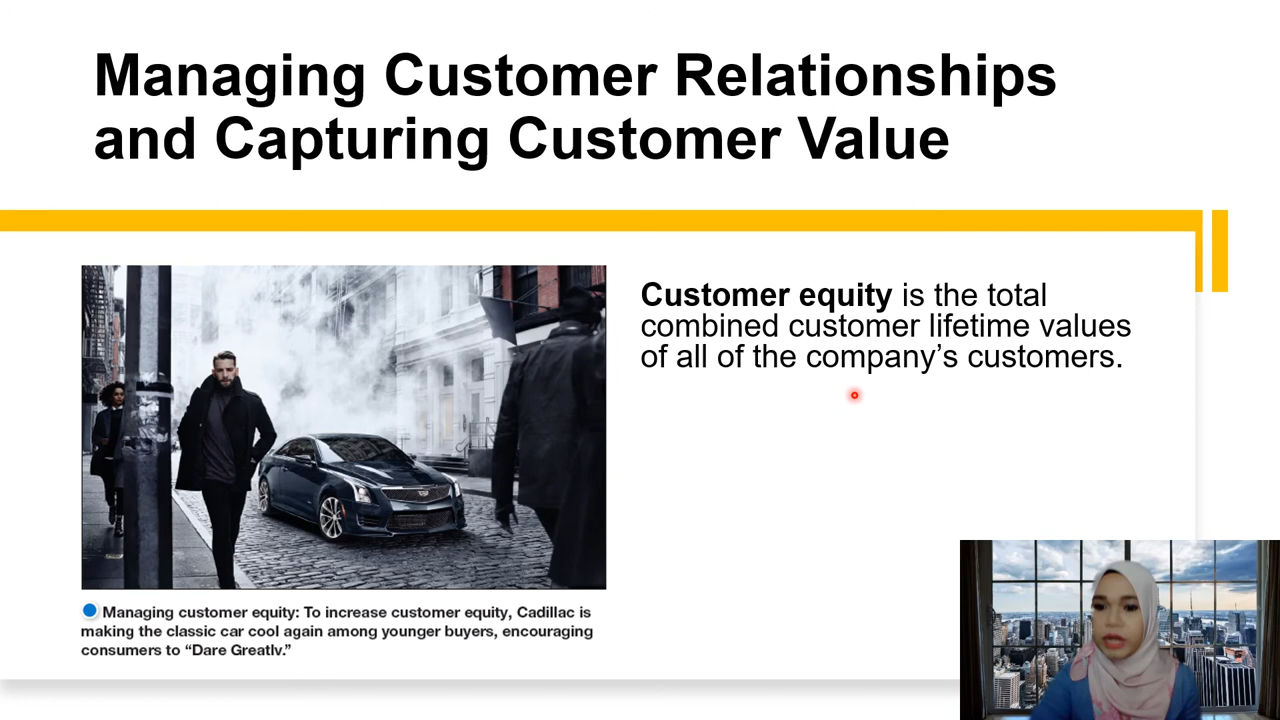 Managing Customer Relationships
and Capturing Customer Value
Customer equity is the total
combined customer lifetime values
of all of the company’s customers.
Managing customer equity: To increase customer equity, Cadillac is
making the classic car cool again among younger buyers, encouraging
consumers to “Dare Greatly.”